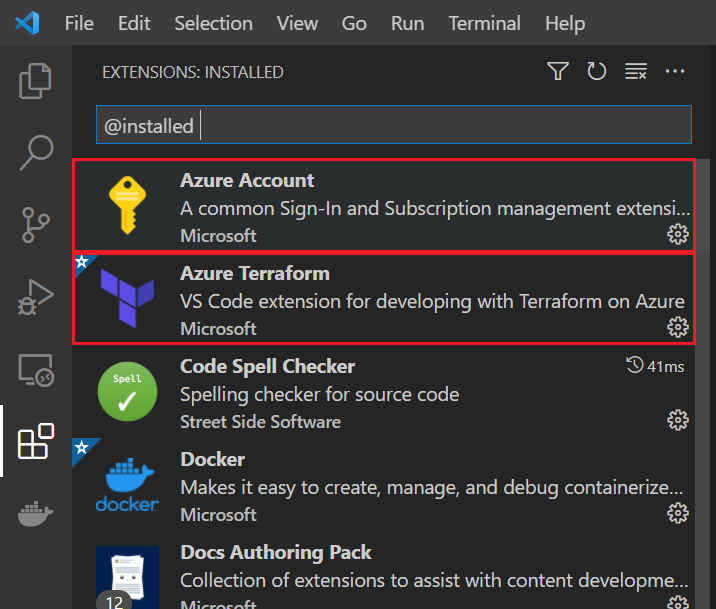 File Edit Selection View Go Run Terminal Help
EXTENSIONS: INSTALLED
@installed
Azure Account
A common Sign-In and Subscription management extensi...
Microsoft
Azure Terraform
VS Code extension for developing with Terraform on Azure
Microsoft
Spell
Code Spell Checker
41ms
Spelling checker for source code
Street Side Software
docker
Docker
Makes it easy to create, manage, and debug containerize...
Microsoft
Docs Authoring Pack
Collection of extensions to assist with content developme...
12
Microsoft